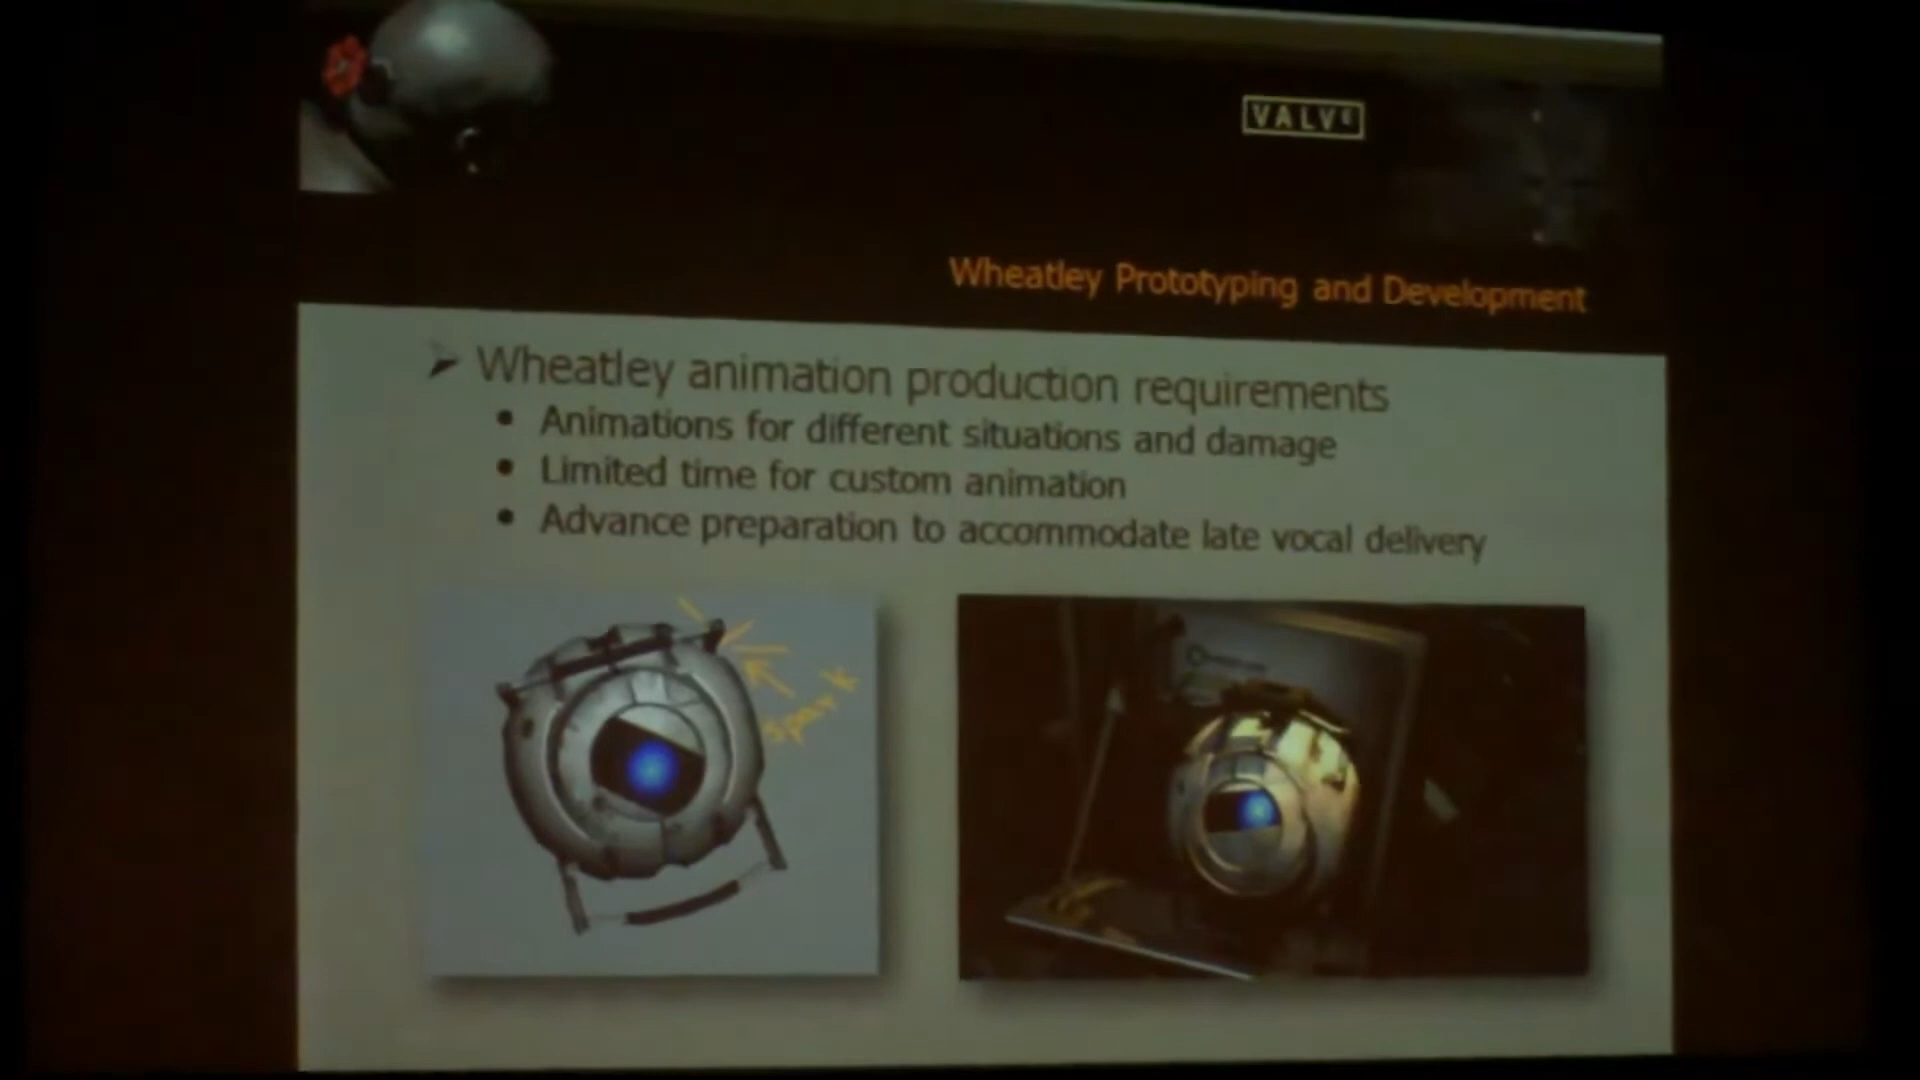 VALVE
Wheatley Prototyping and Development
Wheatley animation production requirements
Animations for different situations and damage
Limited time for custom animation
Advance preparation to accommodate late vocal delivery
spark